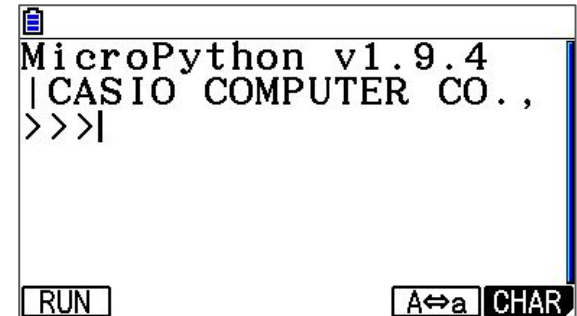 MicroPython v1.9.4
|CASIO COMPUTER CO.,
>>>
RUN A⇔a CHAR